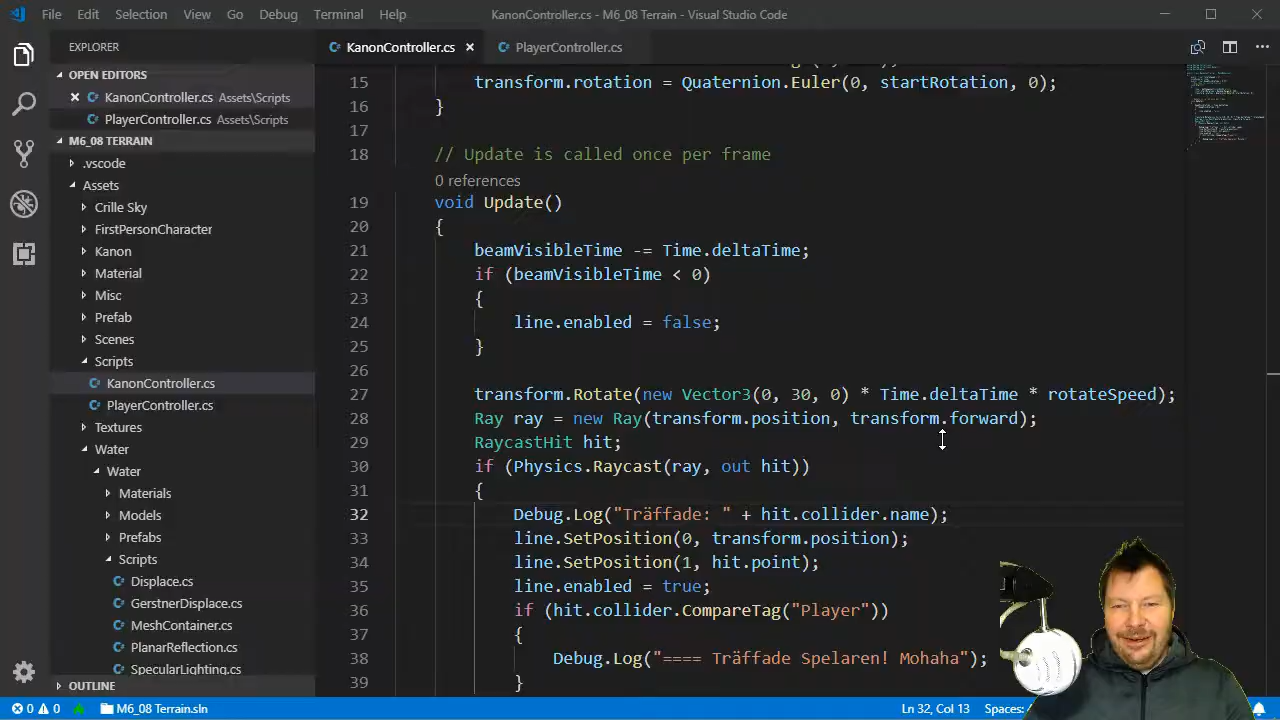 File Edit Selection View Go Debug Terminal Help
KanonController.cs - M6_08 Terrain - Visual Studio Code
EXPLORER
OPEN EDITORS
KanonController.cs Assets\Scripts
PlayerController.cs Assets\Scripts
M6_08 TERRAIN
.vscode
Assets
Crille Sky
FirstPersonCharacter
Kanon
Material
Misc
Prefab
Scenes
Scripts
KanonController.cs
PlayerController.cs
Textures
Water
Water
Materials
Models
Prefabs
Scripts
Displace.cs
GerstnerDisplace.cs
MeshContainer.cs
PlanarReflection.cs
SpecularLighting.cs
OUTLINE
KanonController.cs
PlayerController.cs
15 transform.rotation = Quaternion.Euler(0, startRotation, 0);
16 }
17
18 // Update is called once per frame
0 references
19 void Update()
20 {
21 beamVisibleTime -= Time.deltaTime;
22 if (beamVisibleTime < 0)
23 {
24 line.enabled = false;
25 }
26
27 transform.Rotate(new Vector3(0, 30, 0) * Time.deltaTime * rotateSpeed);
28 Ray ray = new Ray(transform.position, transform.forward);
29 RaycastHit hit;
30 if (Physics.Raycast(ray, out hit))
31 {
32 Debug.Log("Träffade: " + hit.collider.name);
33 line.SetPosition(0, transform.position);
34 line.SetPosition(1, hit.point);
35 line.enabled = true;
36 if (hit.collider.CompareTag("Player"))
37 {
38 Debug.Log("==== Träffade Spelaren! Mohaha");
39 }
0 0 M6_08 Terrain.sln
Ln 32, Col 13 Spaces: